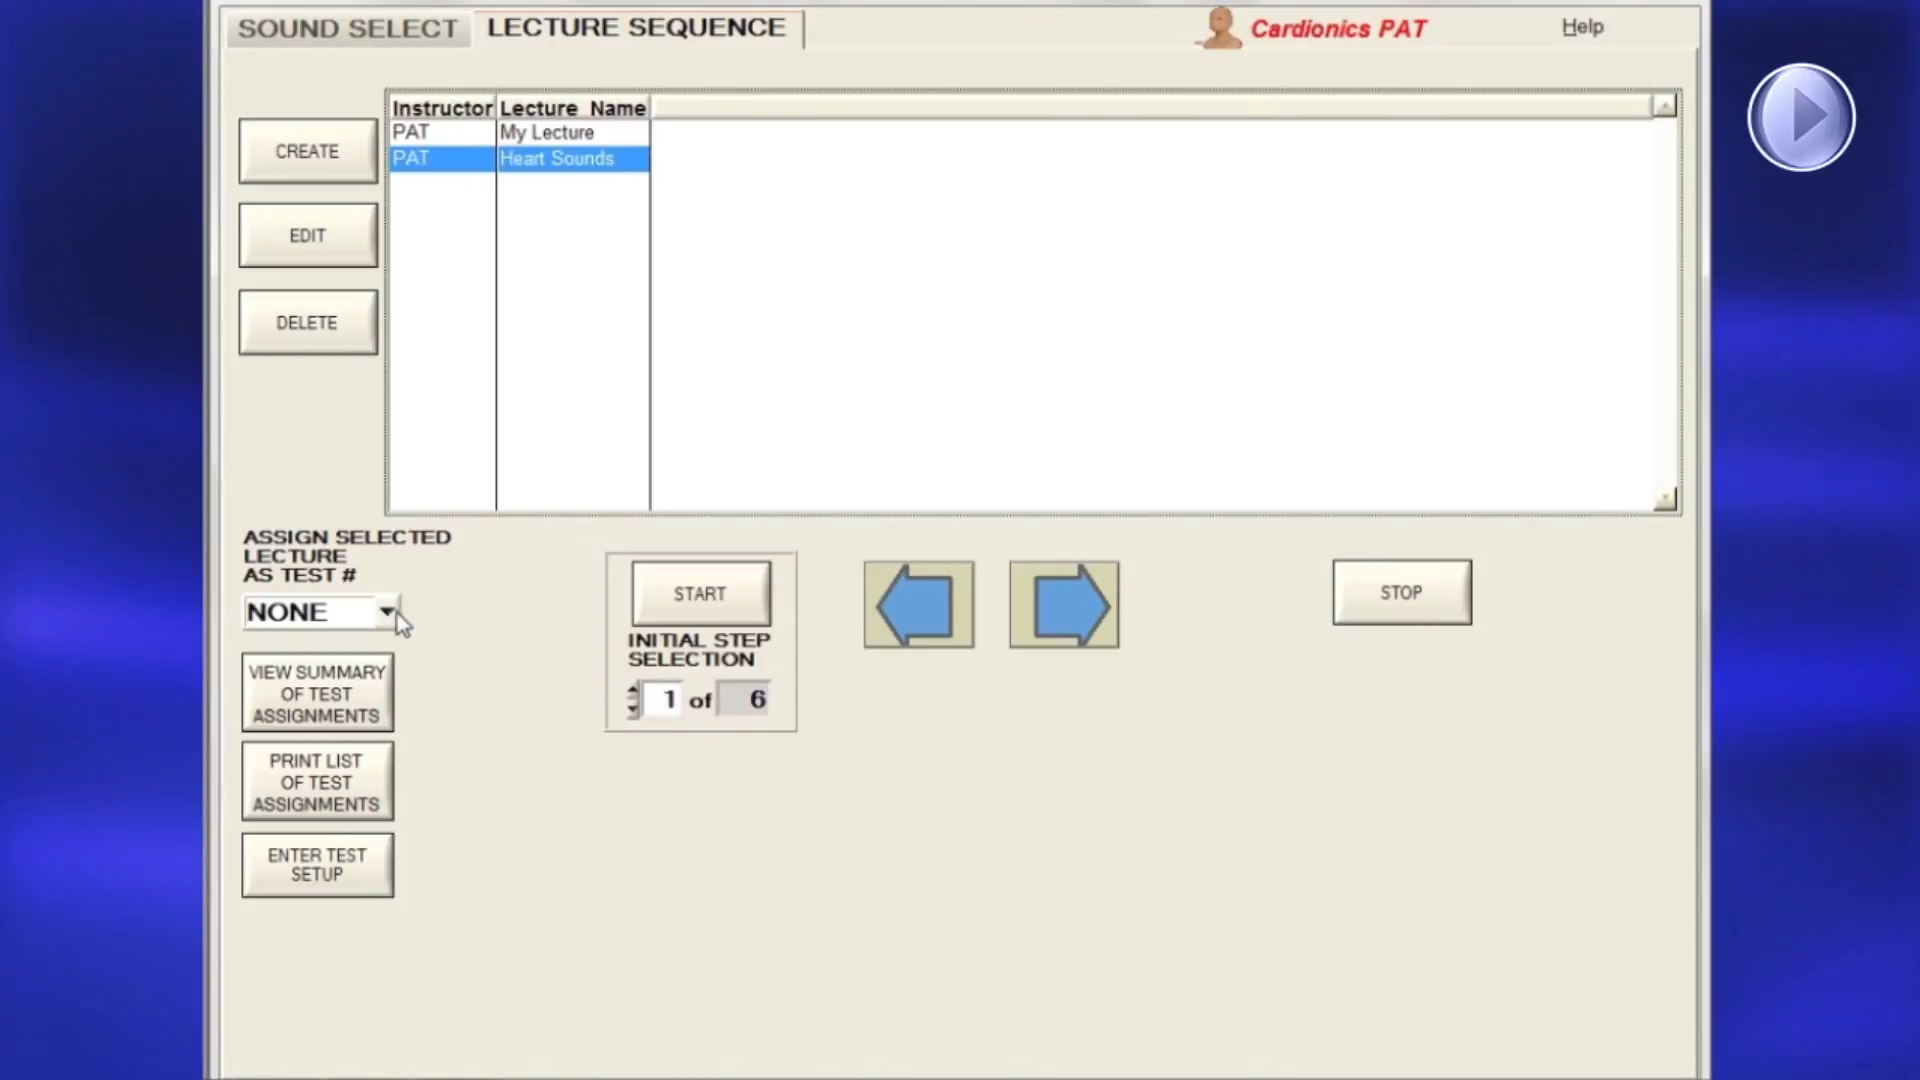 SOUND SELECT
LECTURE SEQUENCE
Cardionics PAT
Help
Instructor Lecture Name
PAT My Lecture
PAT Heart Sounds
CREATE
EDIT
DELETE
ASSIGN SELECTED
LECTURE
AS TEST #
NONE
VIEW SUMMARY
OF TEST
ASSIGNMENTS
PRINT LIST
OF TEST
ASSIGNMENTS
ENTER TEST
SETUP
START
INITIAL STEP
SELECTION
1 of 6
STOP